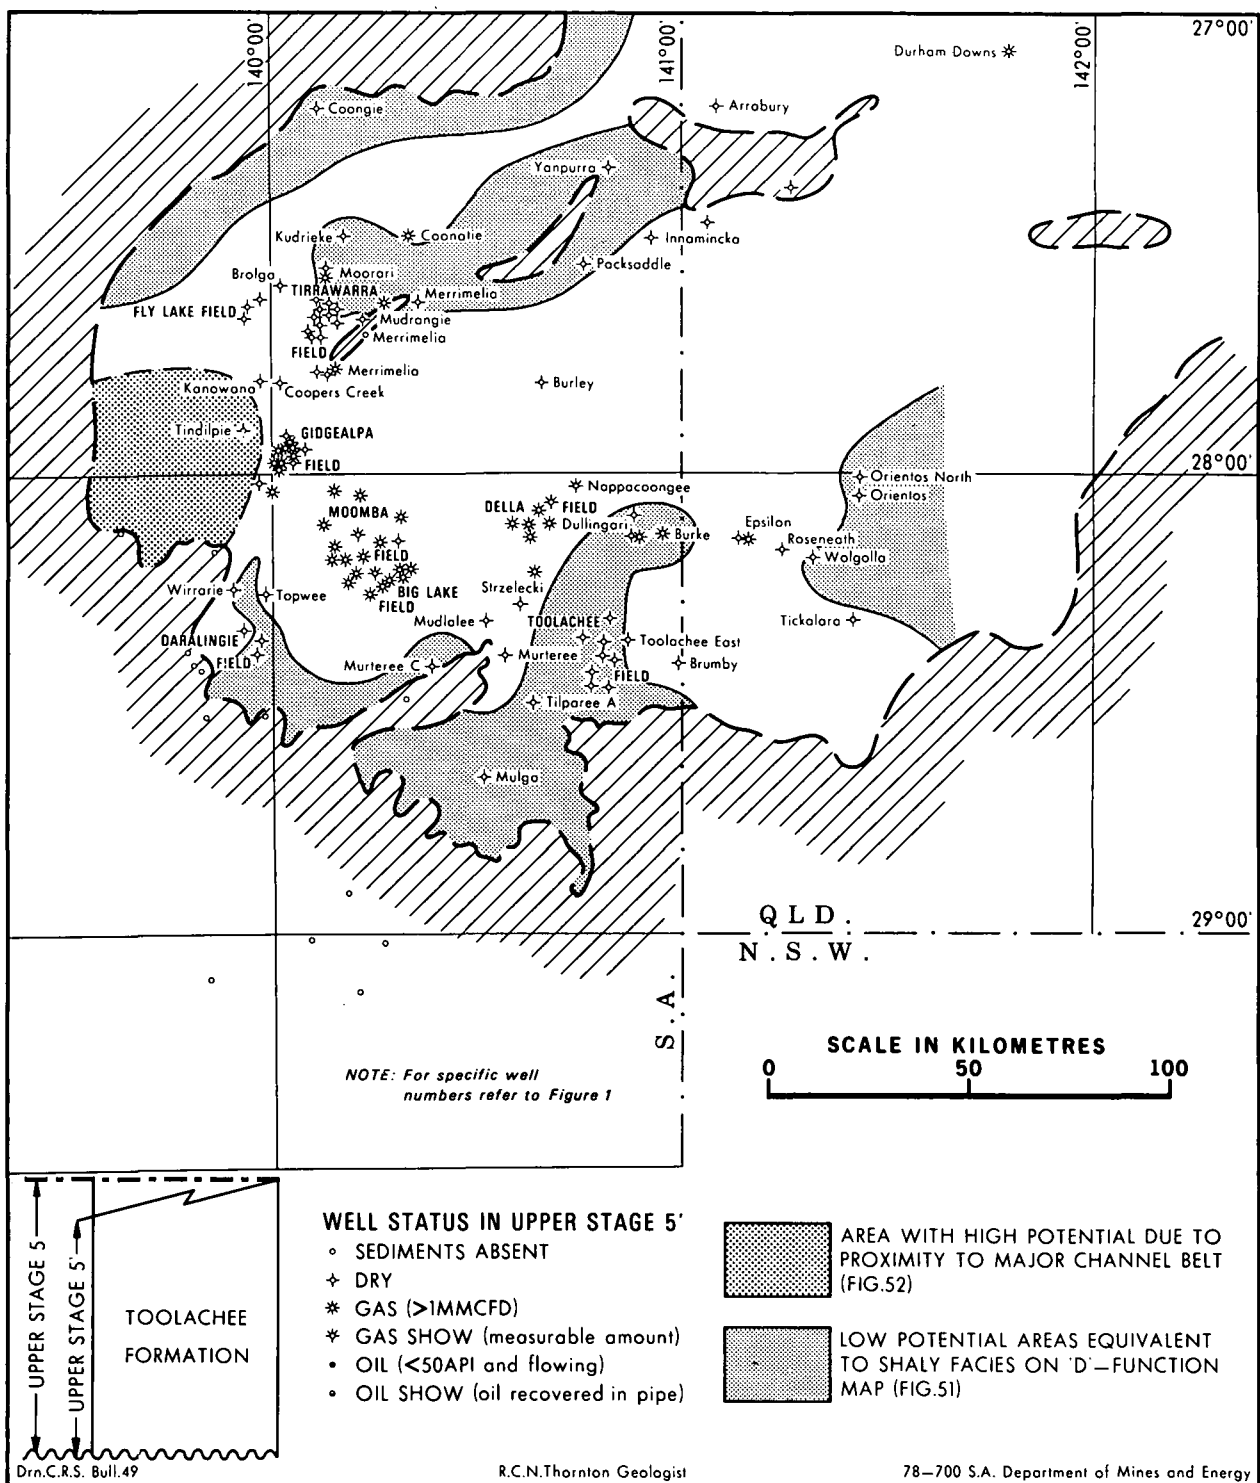 140°00'
141°00'
142°00'
27°00'
Durham Downs
Coongie
Arrabury
Yanpurra
Kudrieke
Coonatie
Innamincka
Packsaddle
Brolga
Moorari
TIRRAWARRA
Merrimelia
FLY LAKE FIELD
Mudrangie
Merrimelia
FIELD
Merrimelia
Kanowana
Coopers Creek
Burley
Tindilpie
GIDGEALPA
FIELD
28°00'
Orientos North
Orientos
Nappacoongee
MOOMBA
DELLA FIELD
Dullingari
Burke
Epsilon
Roseneath
Wolgolla
FIELD
Wirrarie
Topwee
BIG LAKE
FIELD
Strzelecki
Mudlalee
TOOLACHEE
Tickalara
DARALINGIE
FIELD
Toolachee East
Murteree C
Murteree
Brumby
FIELD
Tilparee A
Mulga
QLD.
29°00'
N.S.W.
S.A.
SCALE IN KILOMETRES
0 50 100
NOTE: For specific well
numbers refer to Figure 1
UPPER STAGE 5
UPPER STAGE 5'
TOOLACHEE
FORMATION
WELL STATUS IN UPPER STAGE 5'
SEDIMENTS ABSENT
DRY
GAS (>1MMCFD)
GAS SHOW (measurable amount)
OIL (<50API and flowing)
OIL SHOW (oil recovered in pipe)
AREA WITH HIGH POTENTIAL DUE TO
PROXIMITY TO MAJOR CHANNEL BELT
(FIG.52)
LOW POTENTIAL AREAS EQUIVALENT
TO SHALY FACIES ON 'D'–FUNCTION
MAP (FIG.51)
Drn.C.R.S. Bull.49
R.C.N.Thornton Geologist
78–700 S.A. Department of Mines and Energy